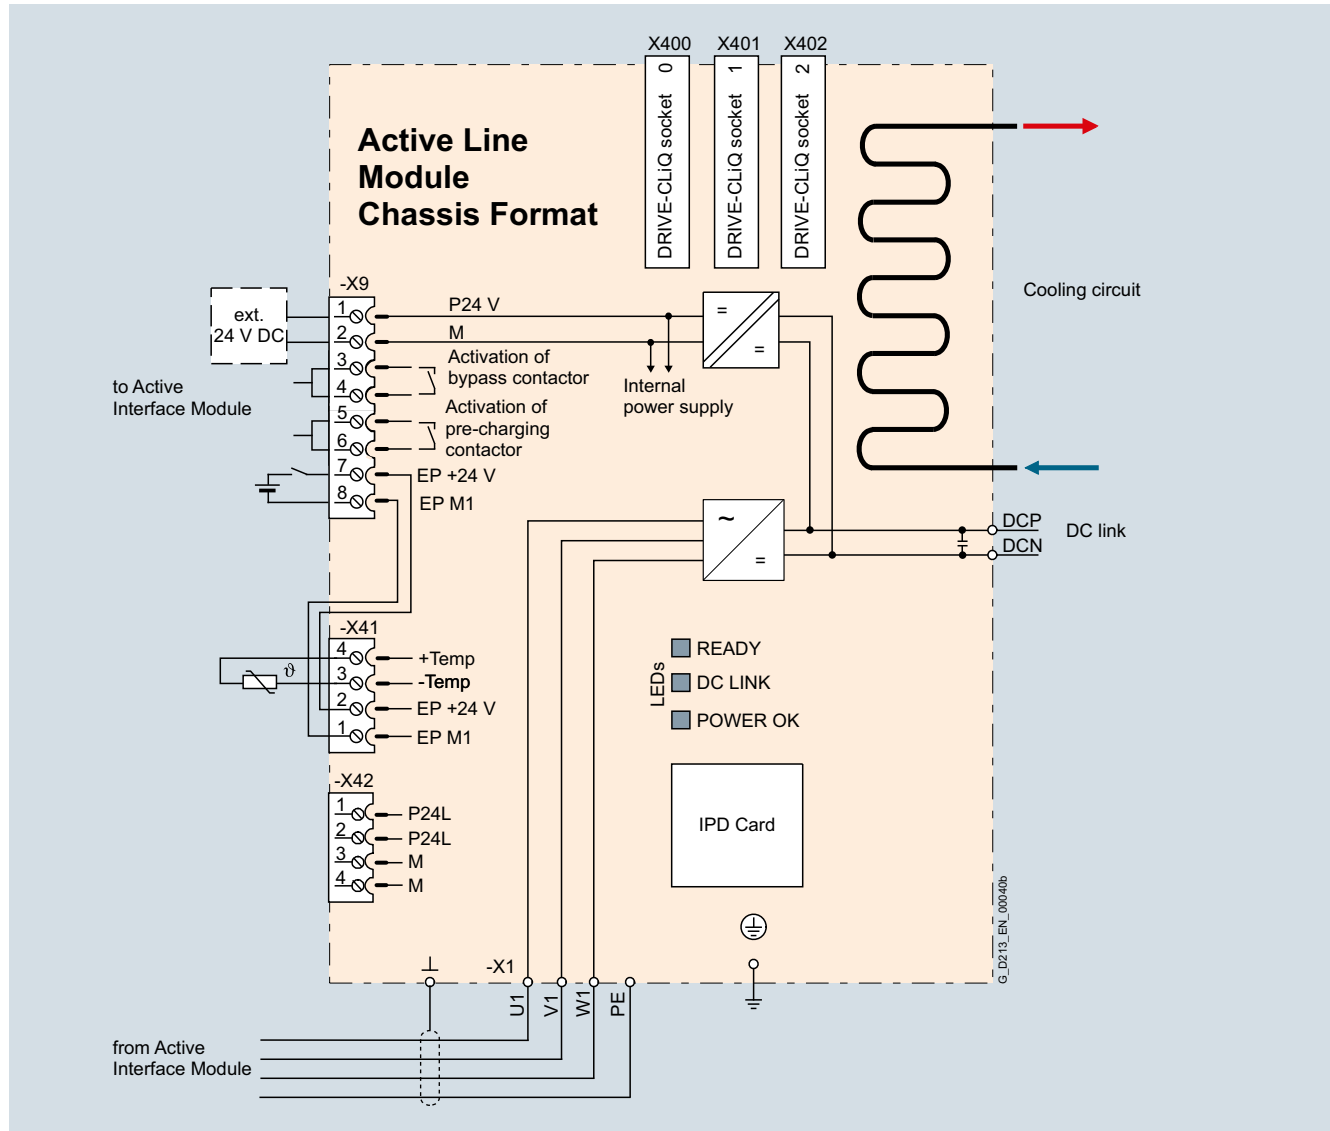 X400 X401 X402
DRIVE-CLiQ socket 0
DRIVE-CLiQ socket 1
DRIVE-CLiQ socket 2
Active Line
Module
Chassis Format
Cooling circuit
-X9
ext.
24 V DC
1
2
3
4
5
6
7
8
P24 V
M
Activation of
bypass contactor
Activation of
pre-charging
contactor
EP +24 V
EP M1
to Active
Interface Module
Internal
power supply
=
=
~
=
DCP
DCN
DC link
-X41
ϑ
4
3
2
1
+Temp
-Temp
EP +24 V
EP M1
LEDs
READY
DC LINK
POWER OK
-X42
1
2
3
4
P24L
P24L
M
M
IPD Card
G_D213_EN_00040b
-X1
U1
V1
W1
PE
from Active
Interface Module